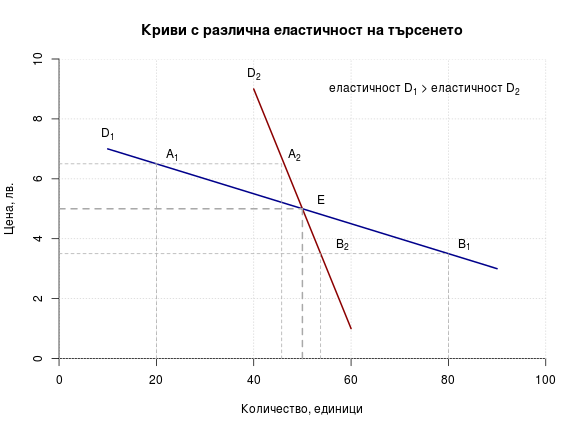 Криви с различна еластичност на търсенето
10
D₂
еластичност D₁ > еластичност D₂
8
D₁
A₁
A₂
6
E
Цена, лв.
4
B₂
B₁
2
0
0
20
40
60
80
100
Количество, единици